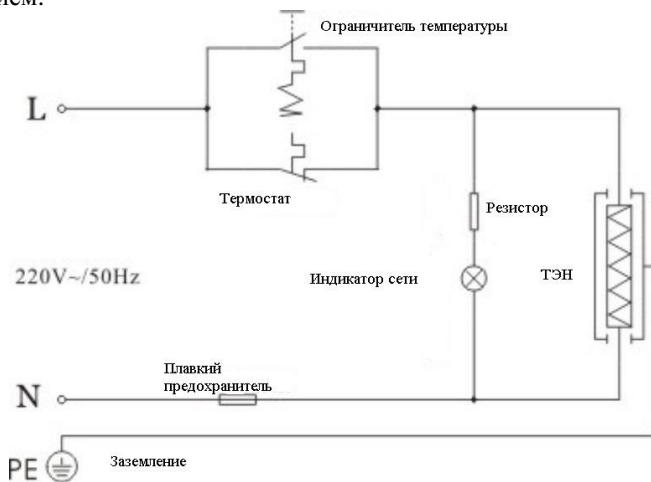 ием.
Ограничитель температуры
L
Термостат
Резистор
220V~/50Hz
Индикатор сети
ТЭН
Плавкий
предохранитель
N
PE
Заземление